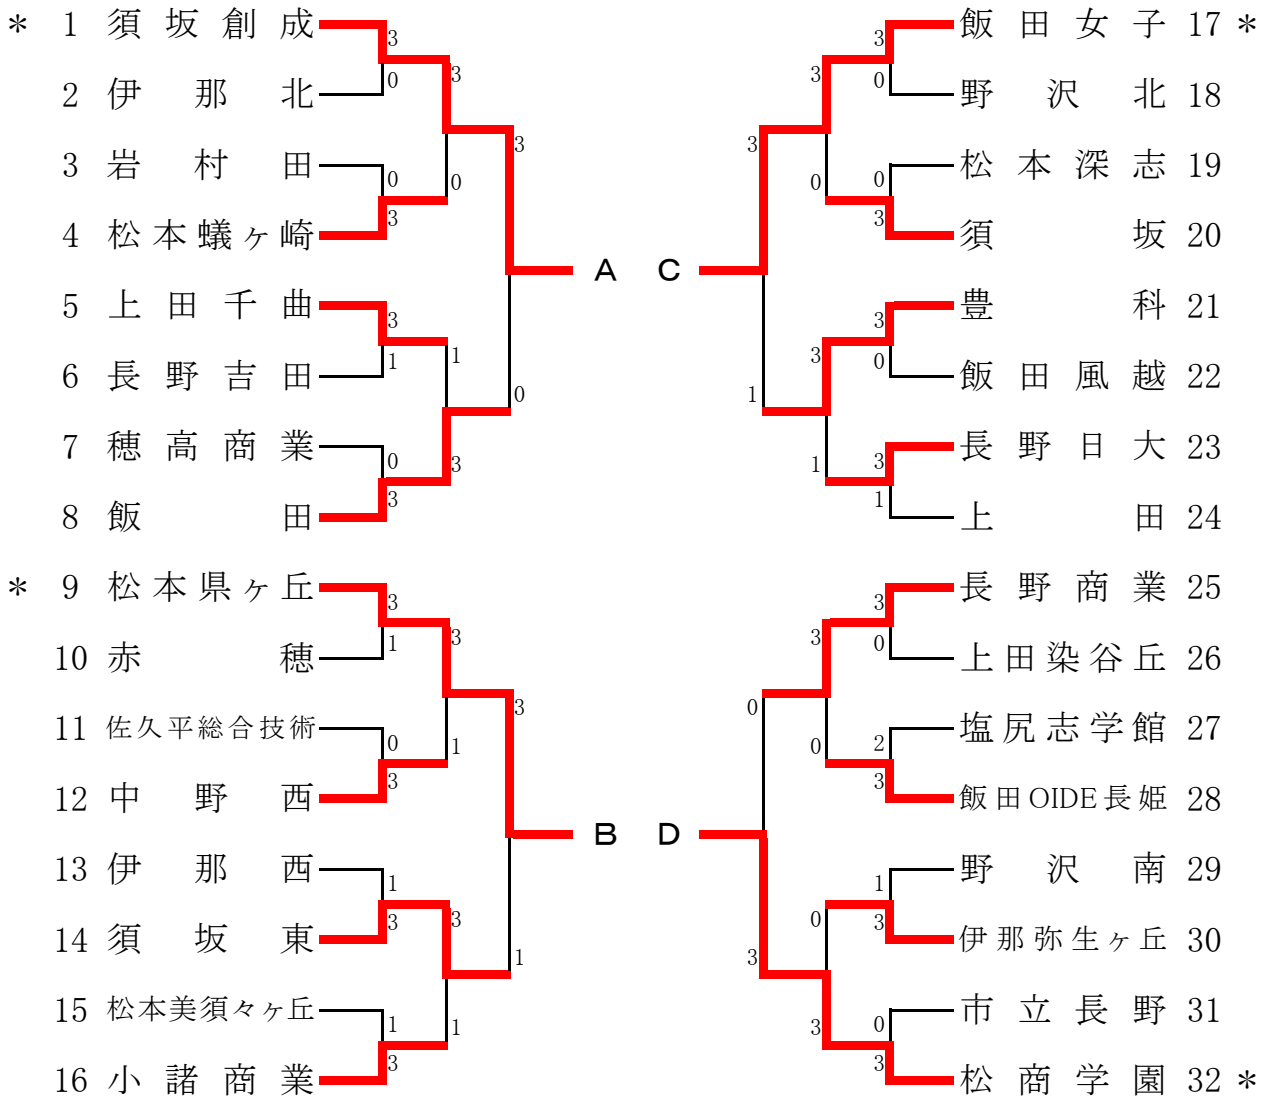 * 1 須坂創成
2 伊那北
3 岩村田
4 松本蟻ヶ崎
5 上田千曲
6 長野吉田
7 穂高商業
8 飯田
* 9 松本県ヶ丘
10 赤穂
11 佐久平総合技術
12 中野西
13 伊那西
14 須坂東
15 松本美須々ヶ丘
16 小諸商業
3
0
0
3
3
1
0
3
3
1
0
3
1
3
1
3
3
0
1
3
3
1
3
1
3
0
3
1
A
B
C
D
3
1
0
3
3
0
3
1
3
0
0
3
3
0
0
3
3
0
3
1
3
0
2
3
1
3
0
3
飯田女子 17 *
野沢北 18
松本深志 19
須坂 20
豊科 21
飯田風越 22
長野日大 23
上田 24
長野商業 25
上田染谷丘 26
塩尻志学館 27
飯田OIDE長姫 28
野沢南 29
伊那弥生ヶ丘 30
市立長野 31
松商学園 32 *